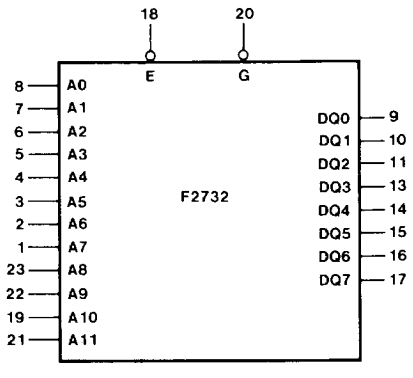 18 20
E G
8 A0
7 A1
6 A2
5 A3
4 A4
3 A5
2 A6
1 A7
23 A8
22 A9
19 A10
21 A11
F2732
DQ0 9
DQ1 10
DQ2 11
DQ3 13
DQ4 14
DQ5 15
DQ6 16
DQ7 17